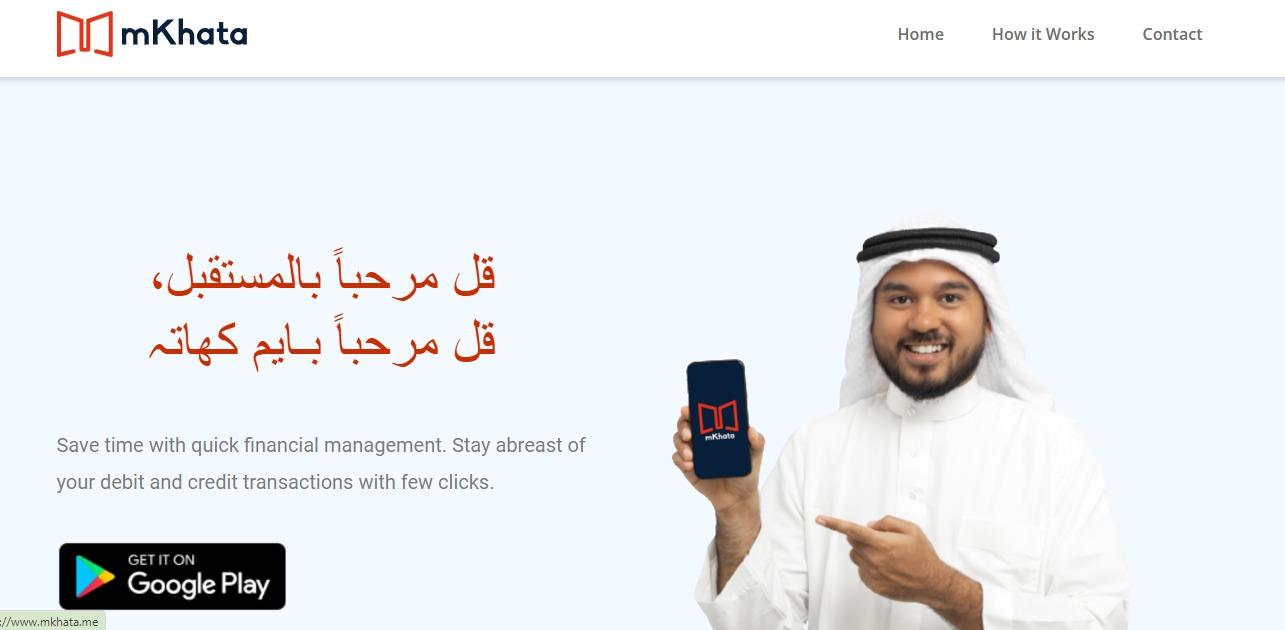 mKhata
Home
How it Works
Contact
قل مرحباً بالمستقبل،
قل مرحباً بـايم كهاتہ
Save time with quick financial management. Stay abreast of
your debit and credit transactions with few clicks.
mKhata
GET IT ON
Google Play
://www.mkhata.me